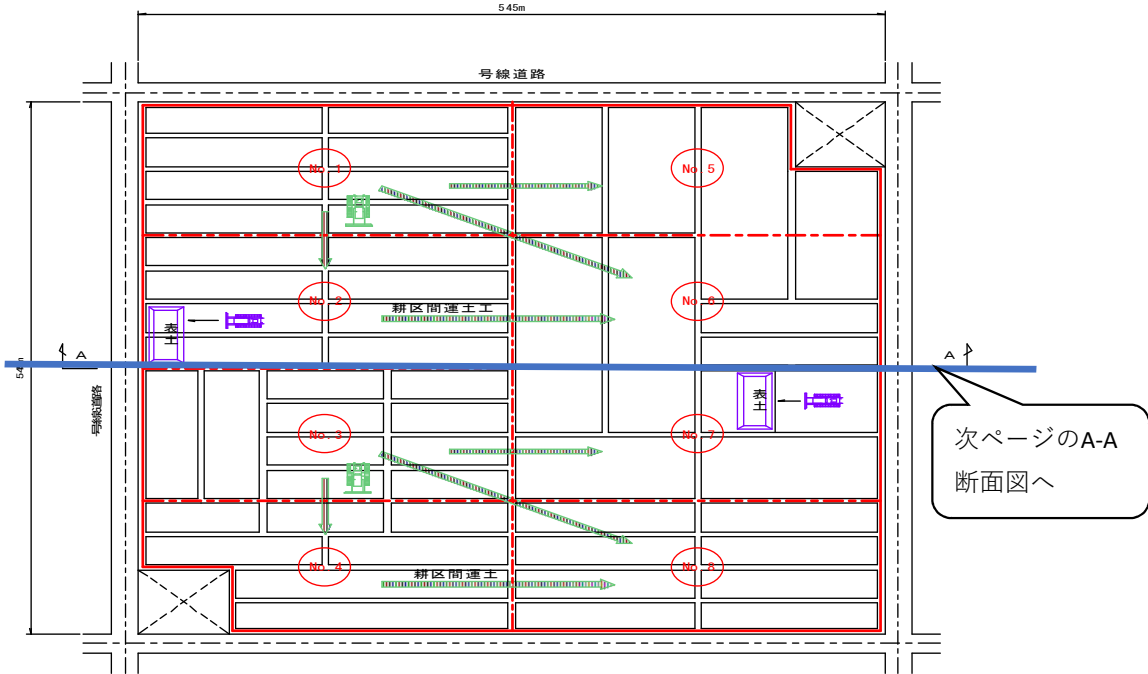 545m
号線道路
No.1
No.5
No.2
No.6
耕区間運土工
表土
A
A
545m
号線道路
表土
次ページのA-A
断面図へ
No.3
No.7
No.4
耕区間運土
No.8